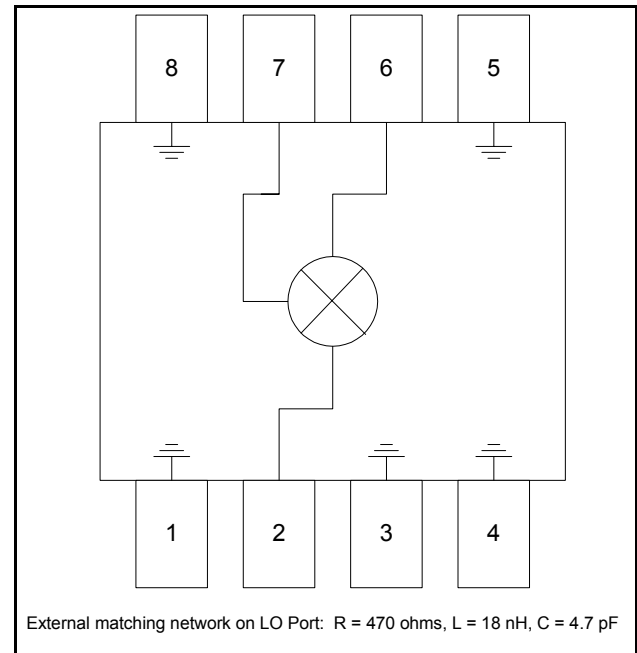 8 7 6 5
1 2 3 4
External matching network on LO Port: R = 470 ohms, L = 18 nH, C = 4.7 pF